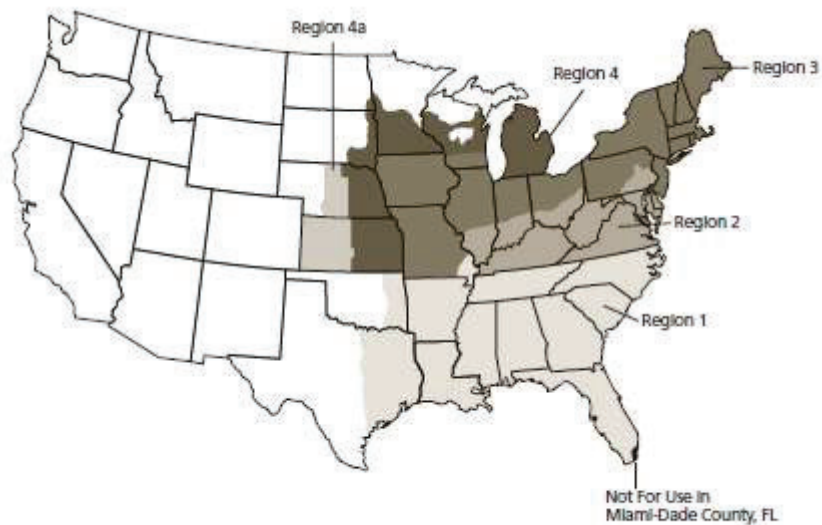 Region 4a
Region 4
Region 3
Region 2
Region 1
Not For Use in
Miami-Dade County, FL